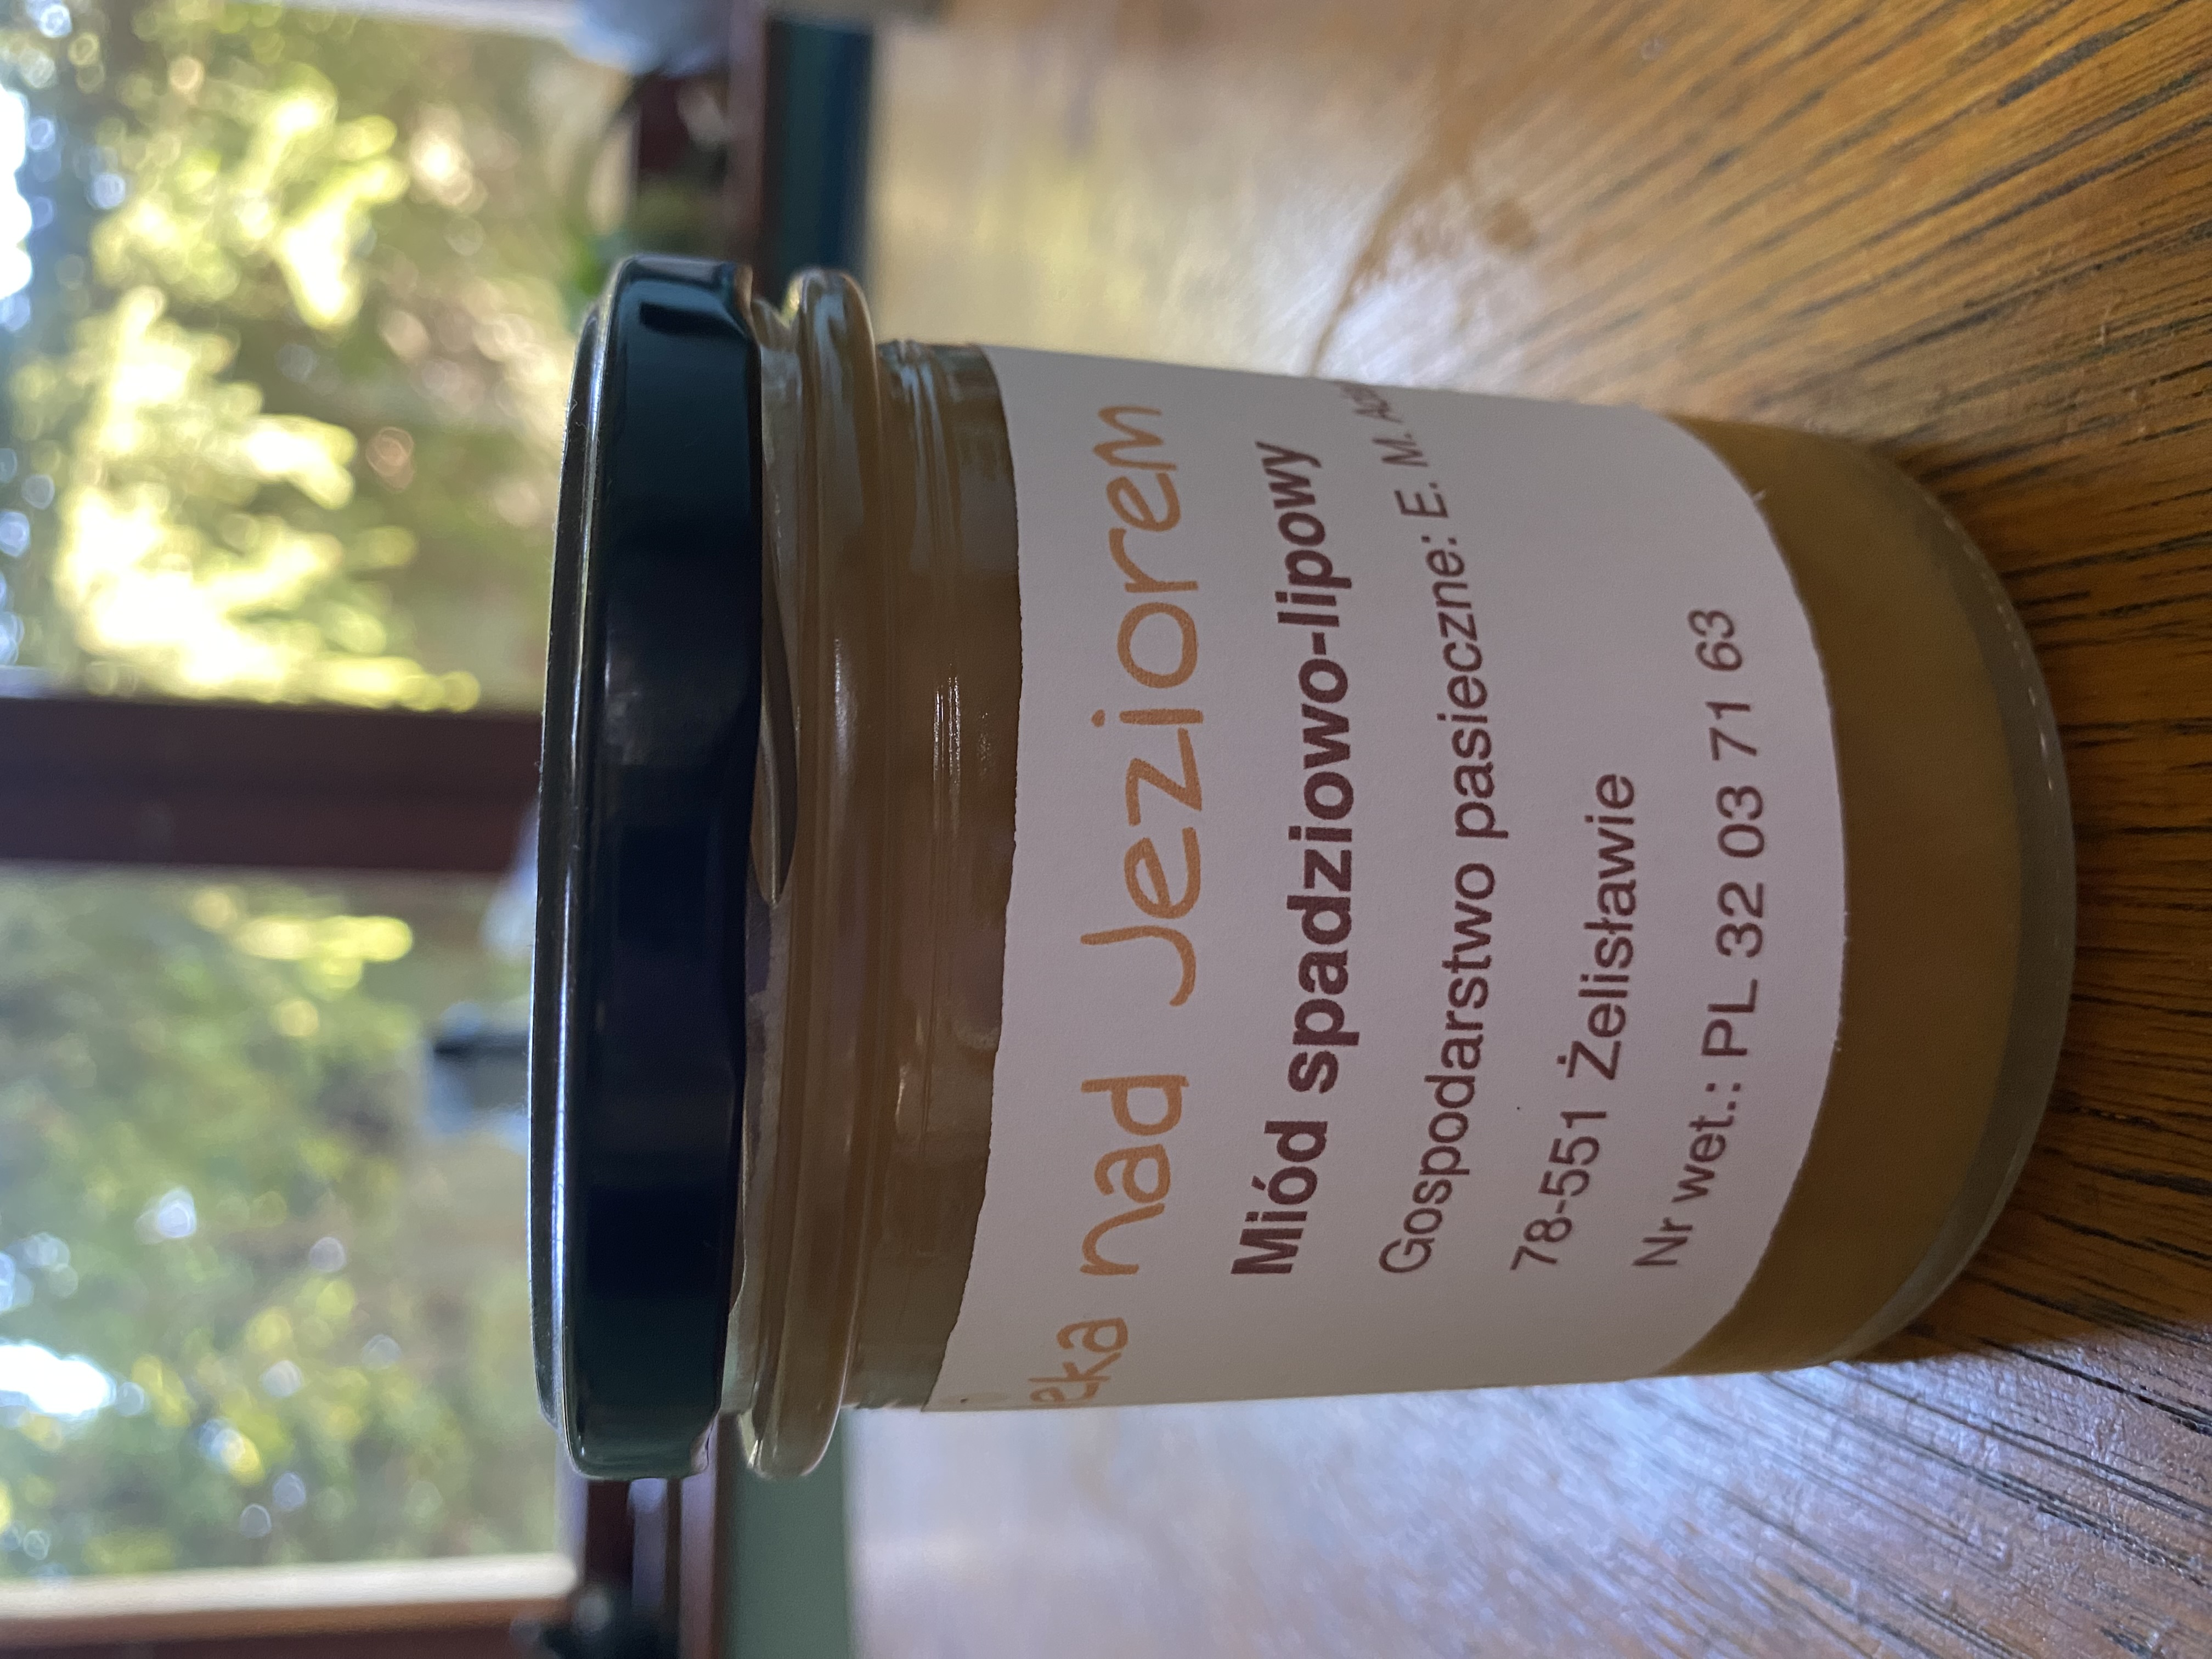 nad Jeziorem
Miód spadziowo-lipowy
Gospodarstwo pasieczne: E. M.
78-551 Żelisławie
Nr wet.: PL 32 03 71 63